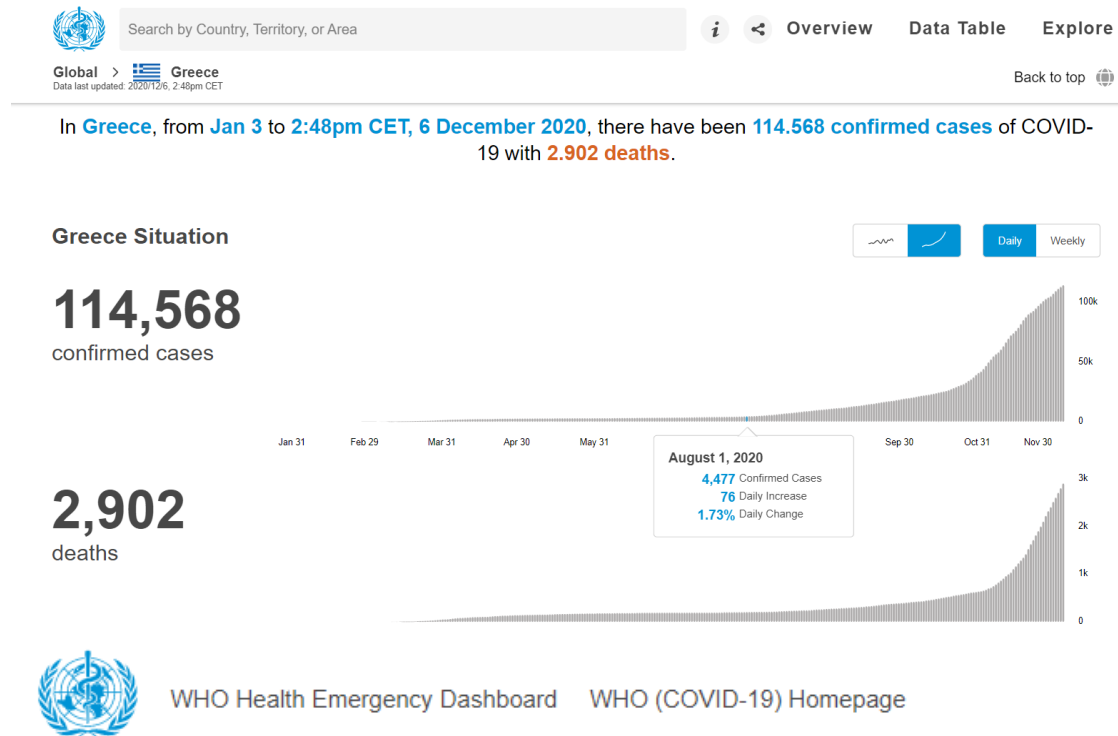 Search by Country, Territory, or Area
i
Overview
Data Table
Explore
Global > Greece
Data last updated: 2020/12/6, 2:48pm CET
Back to top
In Greece, from Jan 3 to 2:48pm CET, 6 December 2020, there have been 114.568 confirmed cases of COVID-
19 with 2.902 deaths.
Greece Situation
Daily
Weekly
114,568
confirmed cases
100k
50k
0
Jan 31
Feb 29
Mar 31
Apr 30
May 31
Sep 30
Oct 31
Nov 30
August 1, 2020
4,477 Confirmed Cases
76 Daily Increase
1.73% Daily Change
2,902
deaths
3k
2k
1k
0
WHO Health Emergency Dashboard
WHO (COVID-19) Homepage